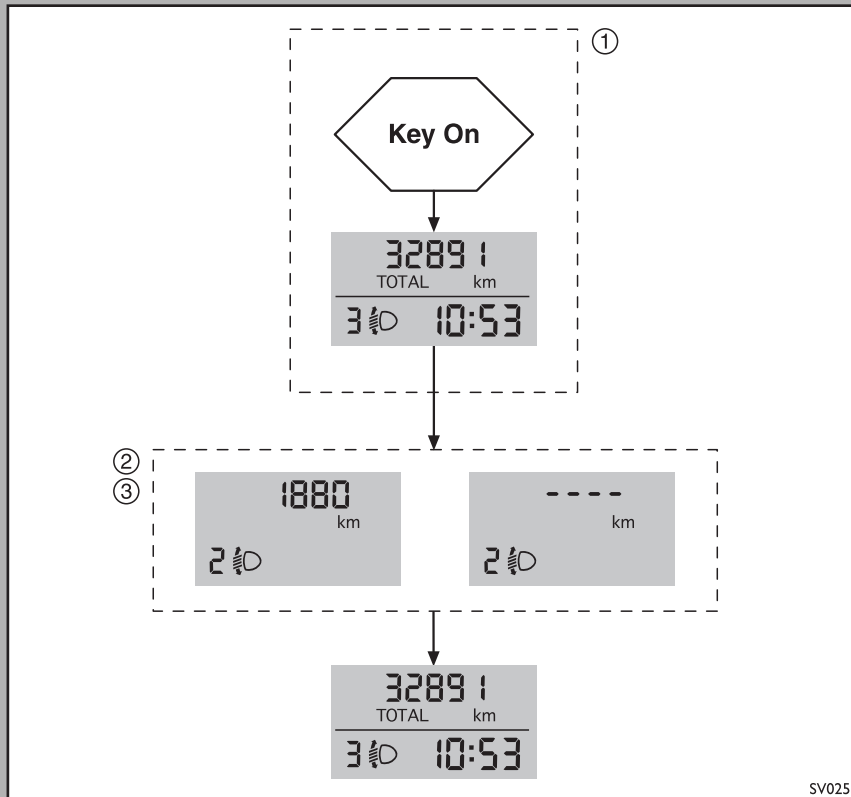 ①
Key On
32891
TOTAL km
3 10:53
②
③
1880
km
2
- - - -
km
2
32891
TOTAL km
3 10:53
SV025